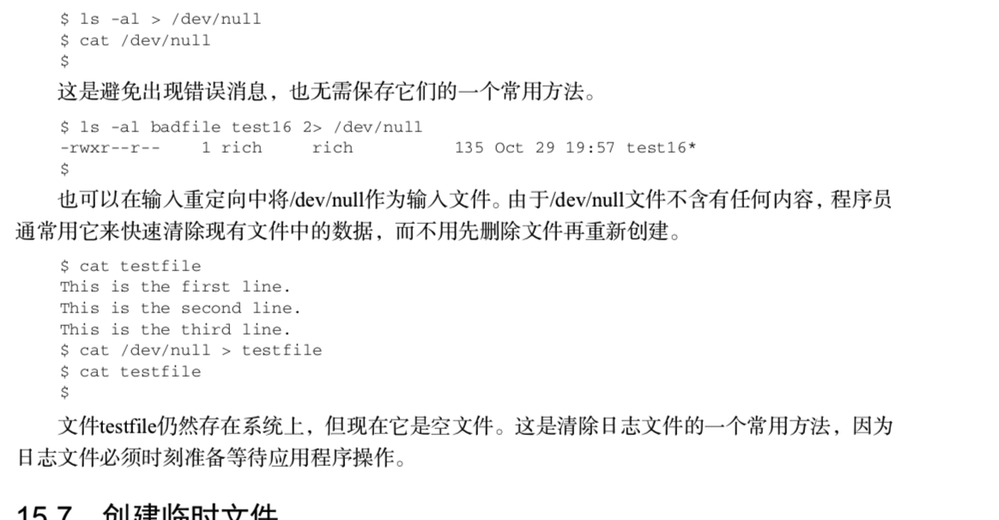 $ ls -al > /dev/null
$ cat /dev/null
$
这是避免出现错误消息，也无需保存它们的一个常用方法。
$ ls -al badfile test16 2> /dev/null
-rwxr--r--    1 rich     rich          135 Oct 29 19:57 test16*
$
也可以在输入重定向中将/dev/null作为输入文件。由于/dev/null文件不含有任何内容，程序员
通常用它来快速清除现有文件中的数据，而不用先删除文件再重新创建。
$ cat testfile
This is the first line.
This is the second line.
This is the third line.
$ cat /dev/null > testfile
$ cat testfile
$
文件testfile仍然存在系统上，但现在它是空文件。这是清除日志文件的一个常用方法，因为
日志文件必须时刻准备等待应用程序操作。
15.7 创建临时文件